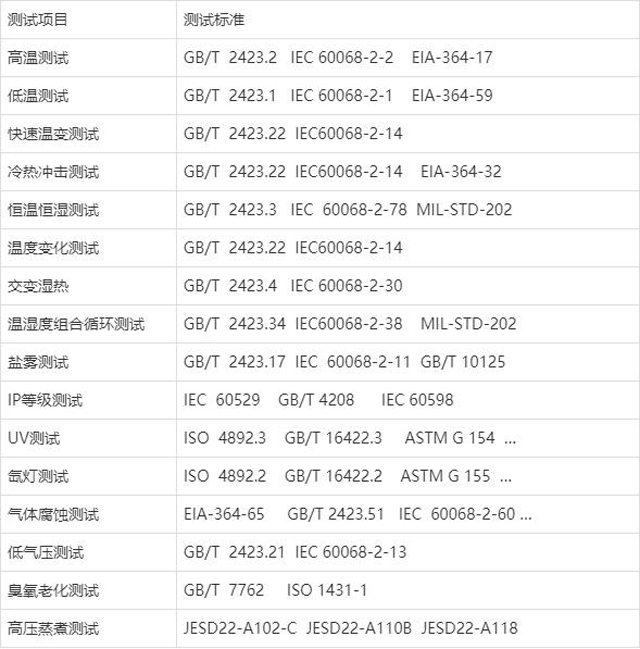 测试项目 测试标准
高温测试 GB/T 2423.2 IEC 60068-2-2 EIA-364-17
低温测试 GB/T 2423.1 IEC 60068-2-1 EIA-364-59
快速温变测试 GB/T 2423.22 IEC60068-2-14
冷热冲击测试 GB/T 2423.22 IEC60068-2-14 EIA-364-32
恒温恒湿测试 GB/T 2423.3 IEC 60068-2-78 MIL-STD-202
温度变化测试 GB/T 2423.22 IEC60068-2-14
交变湿热 GB/T 2423.4 IEC 60068-2-30
温湿度组合循环测试 GB/T 2423.34 IEC60068-2-38 MIL-STD-202
盐雾测试 GB/T 2423.17 IEC 60068-2-11 GB/T 10125
IP等级测试 IEC 60529 GB/T 4208 IEC 60598
UV测试 ISO 4892.3 GB/T 16422.3 ASTM G 154 ...
氙灯测试 ISO 4892.2 GB/T 16422.2 ASTM G 155 ...
气体腐蚀测试 EIA-364-65 GB/T 2423.51 IEC 60068-2-60 ...
低气压测试 GB/T 2423.21 IEC 60068-2-13
臭氧老化测试 GB/T 7762 ISO 1431-1
高压蒸煮测试 JESD22-A102-C JESD22-A110B JESD22-A118